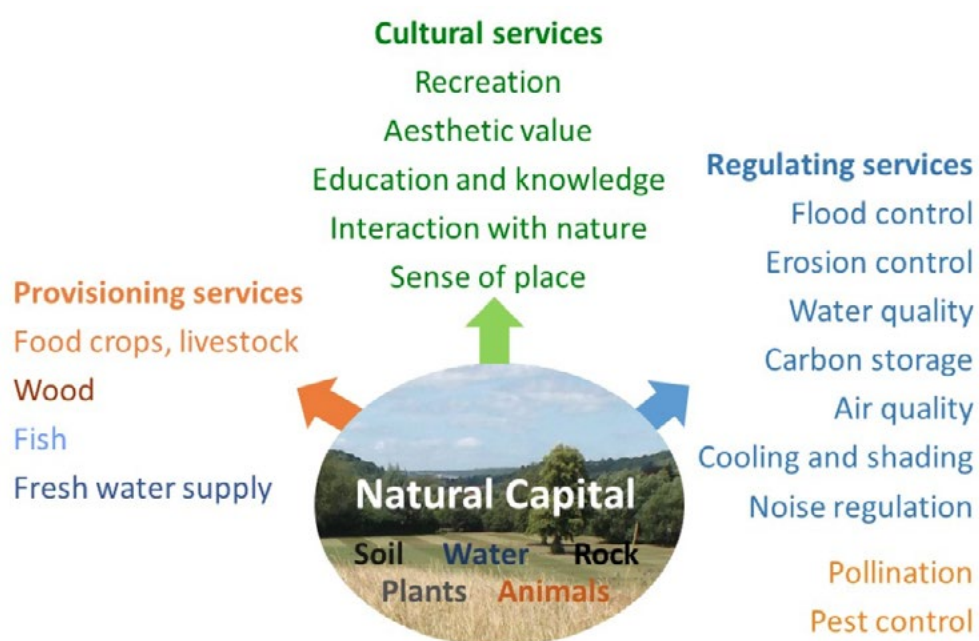 Cultural services
Recreation
Aesthetic value
Education and knowledge
Interaction with nature
Sense of place
Provisioning services
Food crops, livestock
Wood
Fish
Fresh water supply
Regulating services
Flood control
Erosion control
Water quality
Carbon storage
Air quality
Cooling and shading
Noise regulation
Pollination
Pest control
Natural Capital
Soil Water Rock
Plants Animals